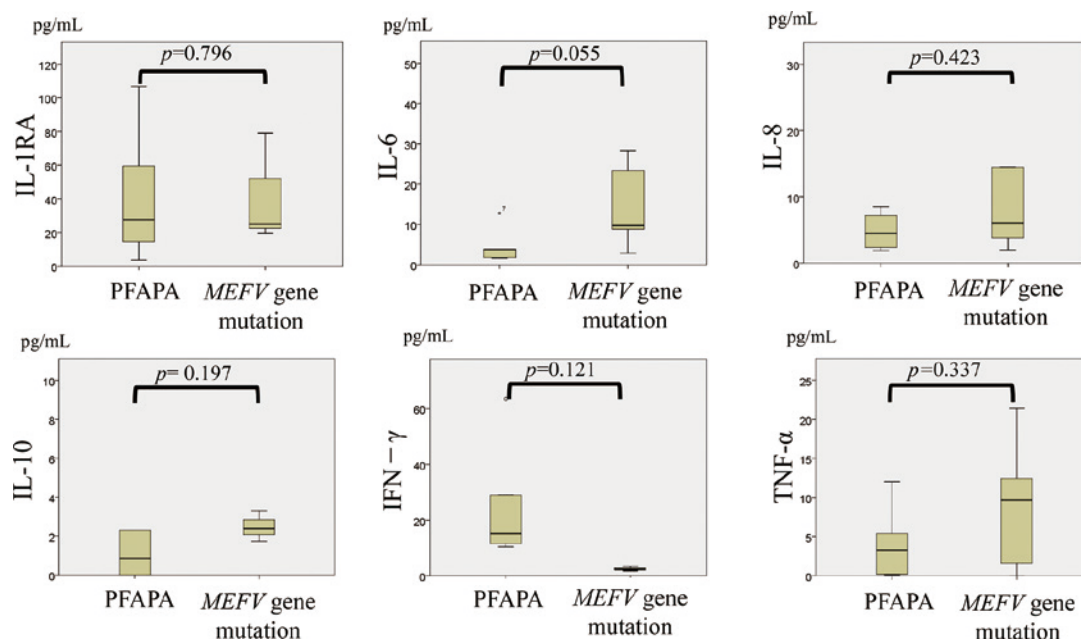 pg/mL
p=0.796
IL-1RA
120
100
80
60
40
20
0
PFAPA
MEFV gene
mutation
pg/mL
p=0.055
IL-6
50
40
30
20
10
0
PFAPA
MEFV gene
mutation
pg/mL
p=0.423
IL-8
30
20
10
0
PFAPA
MEFV gene
mutation
pg/mL
p= 0.197
IL-10
10
8
6
4
2
0
PFAPA
MEFV gene
mutation
pg/mL
p=0.121
IFN－γ
60
40
20
0
PFAPA
MEFV gene
mutation
pg/mL
p=0.337
TNF-α
25
20
15
10
5
0
PFAPA
MEFV gene
mutation